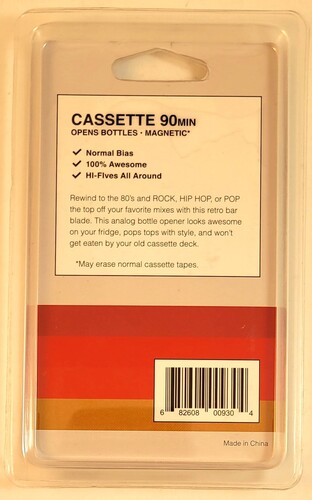 CASSETTE 90MIN
OPENS BOTTLES - MAGNETIC*
✓ Normal Bias
✓ 100% Awesome
✓ HI-FIves All Around
Rewind to the 80's and ROCK, HIP HOP, or POP
the top off your favorite mixes with this retro bar
blade. This analog bottle opener looks awesome
on your fridge, pops tops with style, and won't
get eaten by your old cassette deck.
*May erase normal cassette tapes.
6 82608 00930 4
Made in China